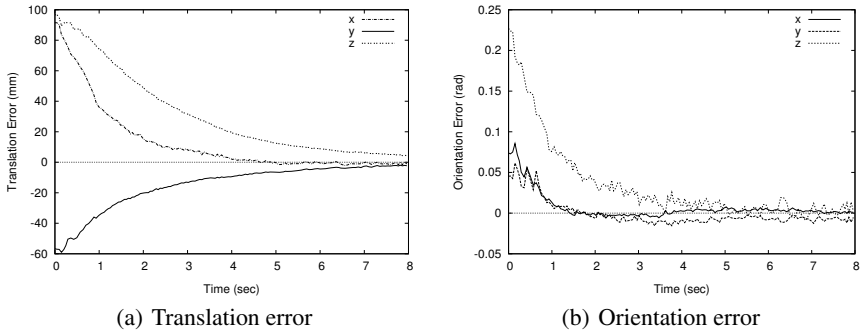 100
80
60
40
20
0
-20
-40
-60
Translation Error (mm)
x
y
z
0 1 2 3 4 5 6 7 8
Time (sec)
(a) Translation error
0.25
0.2
0.15
0.1
0.05
0
-0.05
Orientation Error (rad)
x
y
z
0 1 2 3 4 5 6 7 8
Time (sec)
(b) Orientation error